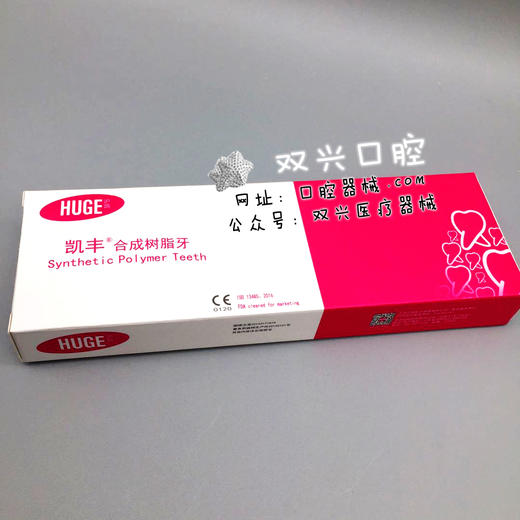 双兴口腔
网址: 口腔器械.com
公众号: 双兴医疗器械
HUGE 沪鸽
凯丰® 合成树脂牙
Synthetic Polymer Teeth
CE 0120
ISO 13485: 2016
FDA cleared for marketing
HUGE